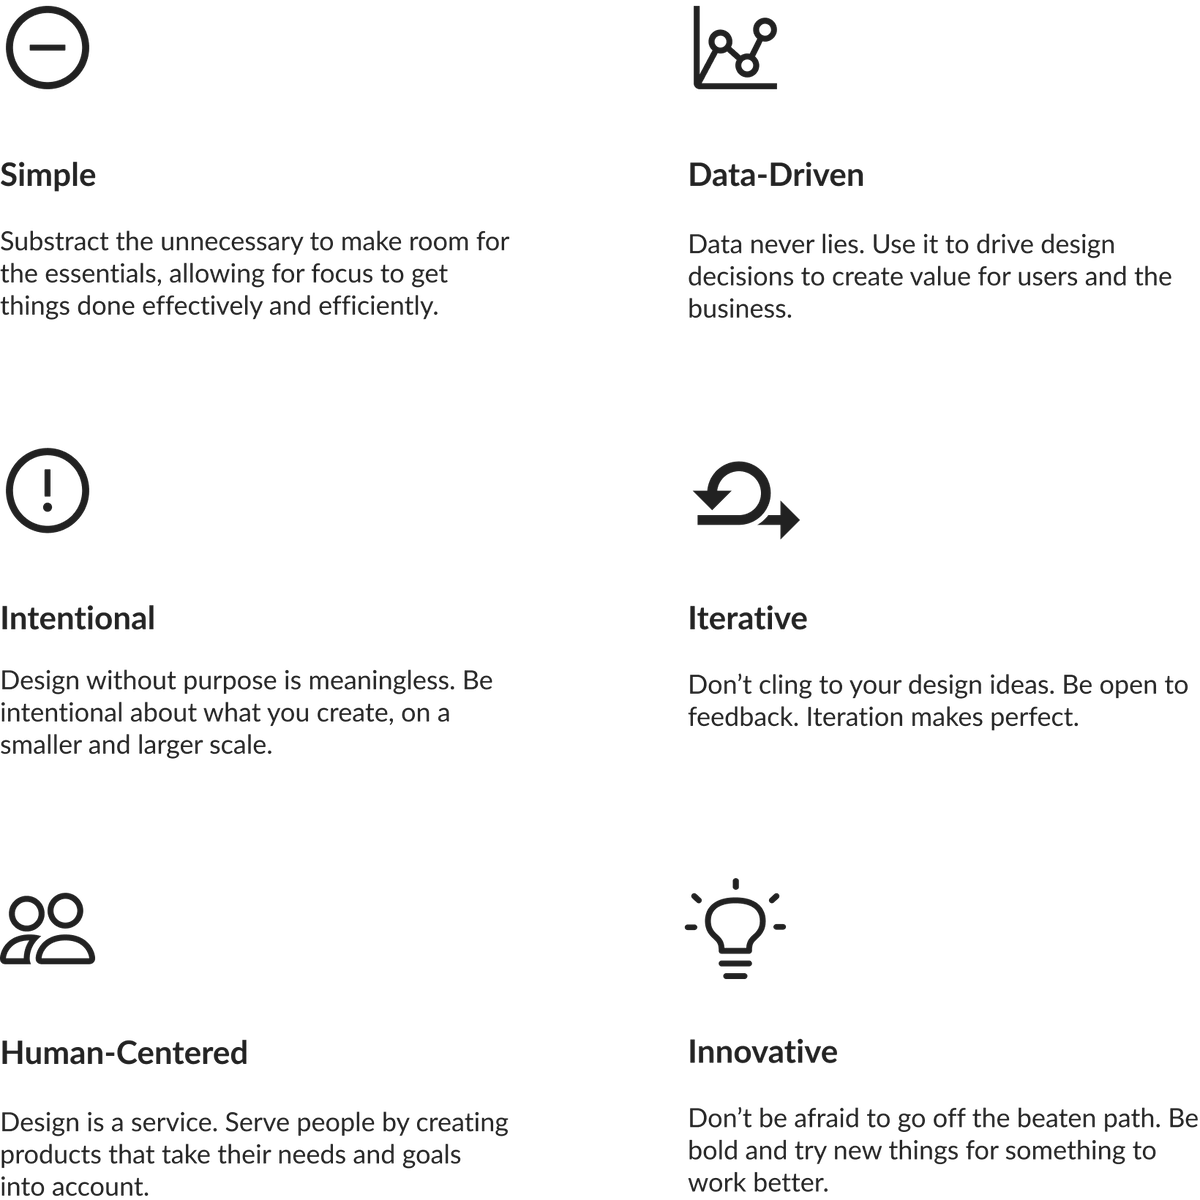 Simple
Substract the unnecessary to make room for
the essentials, allowing for focus to get
things done effectively and efficiently.
Data-Driven
Data never lies. Use it to drive design
decisions to create value for users and the
business.
Intentional
Design without purpose is meaningless. Be
intentional about what you create, on a
smaller and larger scale.
Iterative
Don’t cling to your design ideas. Be open to
feedback. Iteration makes perfect.
Human-Centered
Design is a service. Serve people by creating
products that take their needs and goals
into account.
Innovative
Don’t be afraid to go off the beaten path. Be
bold and try new things for something to
work better.